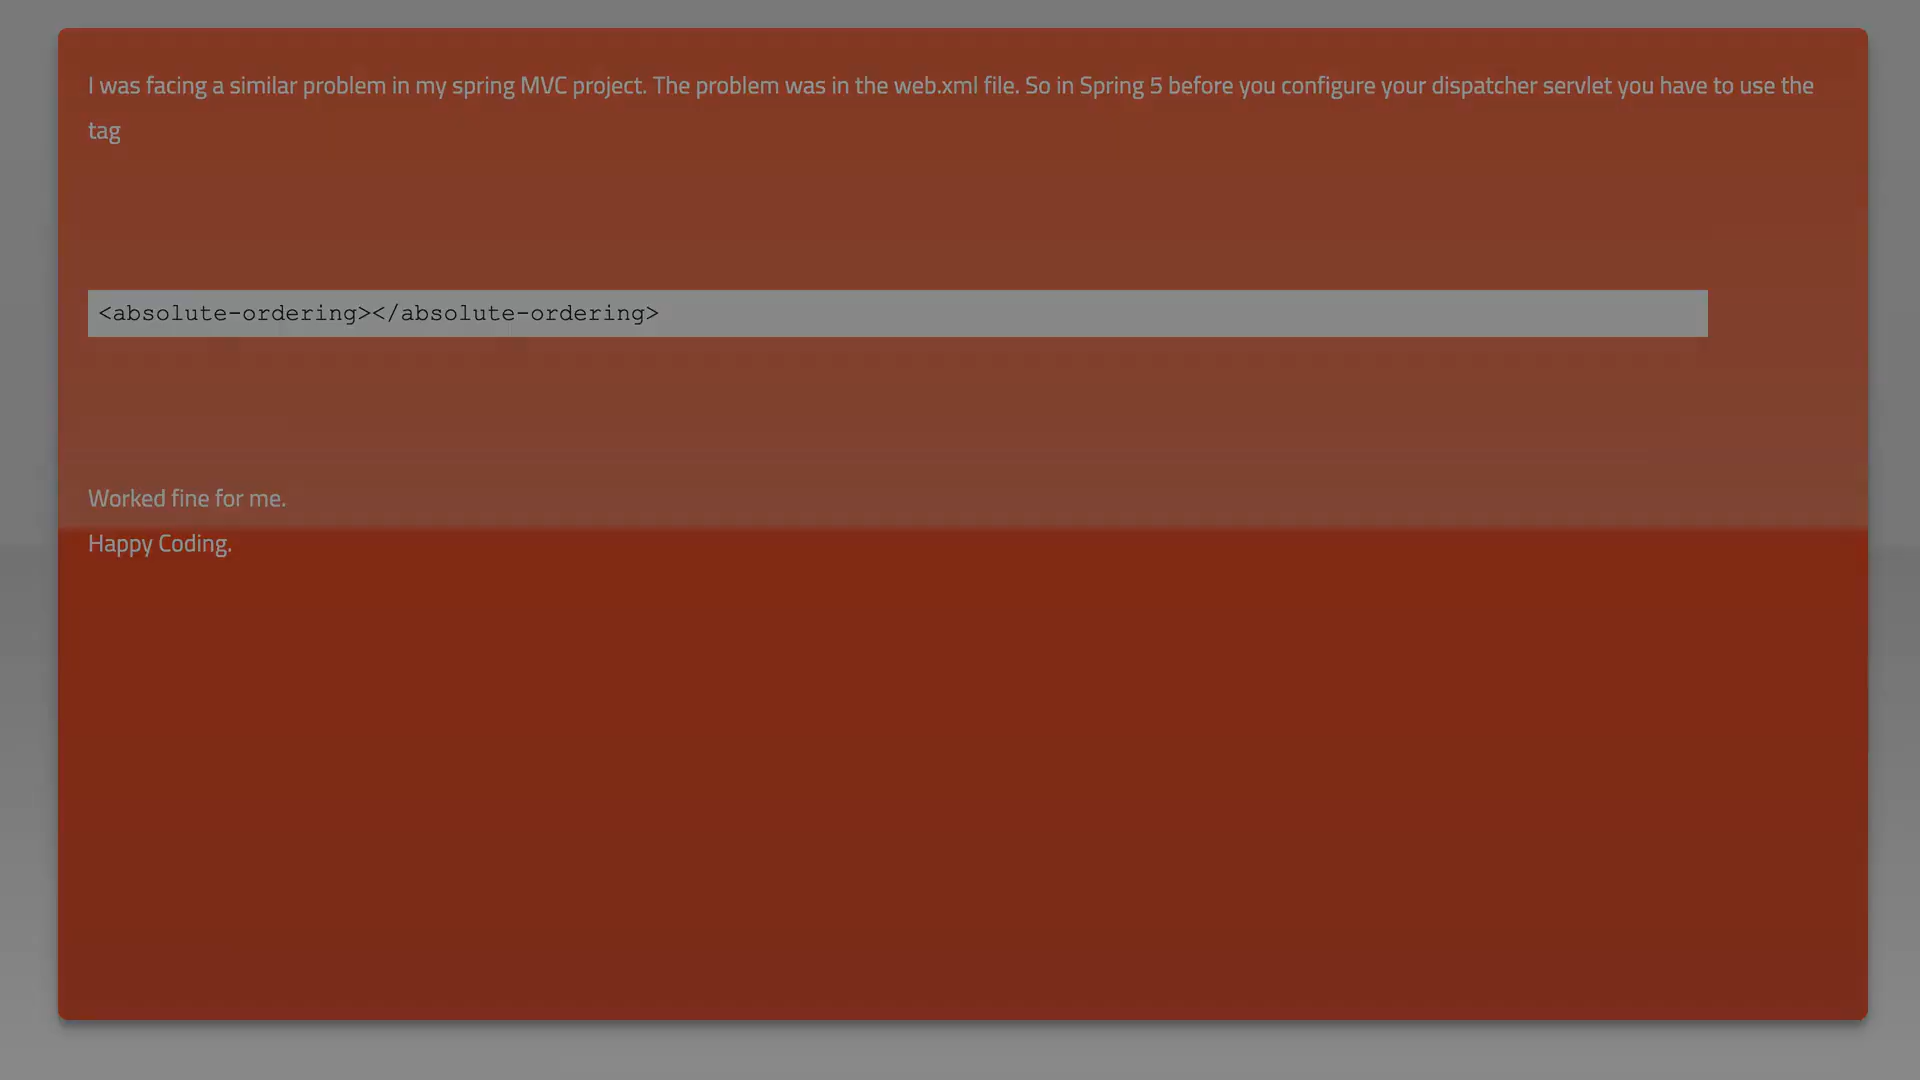 I was facing a similar problem in my spring MVC project. The problem was in the web.xml file. So in Spring 5 before you configure your dispatcher servlet you have to use the
tag
<absolute-ordering></absolute-ordering>
Worked fine for me.
Happy Coding.